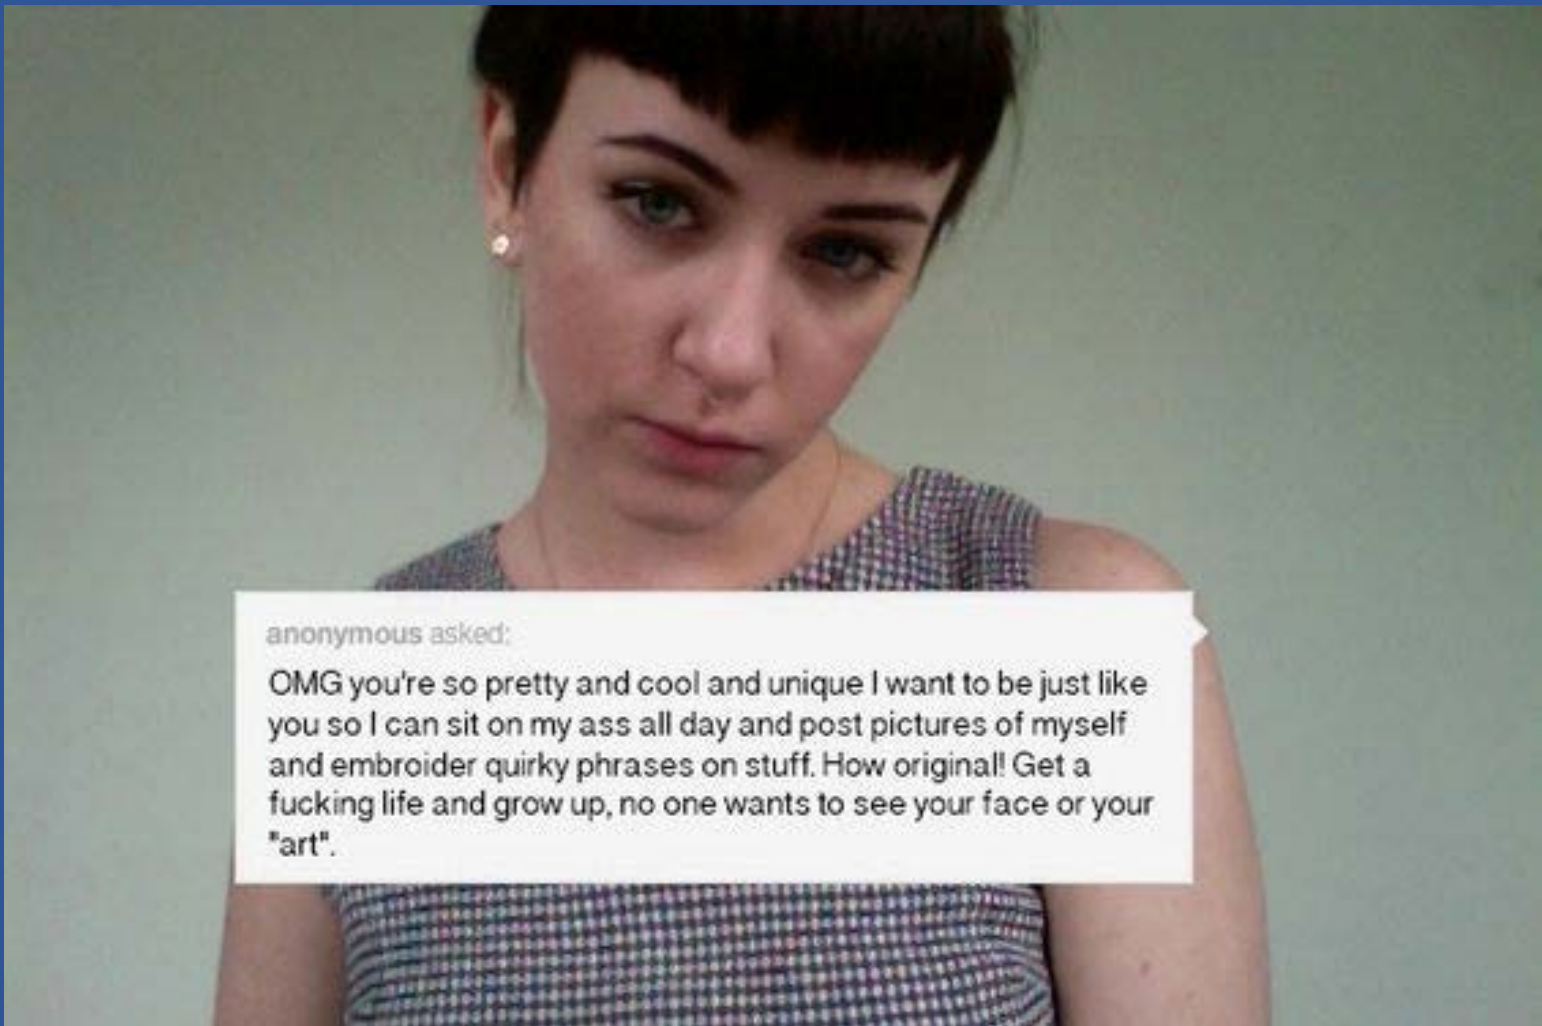 anonymous asked:
OMG you're so pretty and cool and unique I want to be just like
you so I can sit on my ass all day and post pictures of myself
and embroider quirky phrases on stuff. How original! Get a
fucking life and grow up, no one wants to see your face or your
"art".